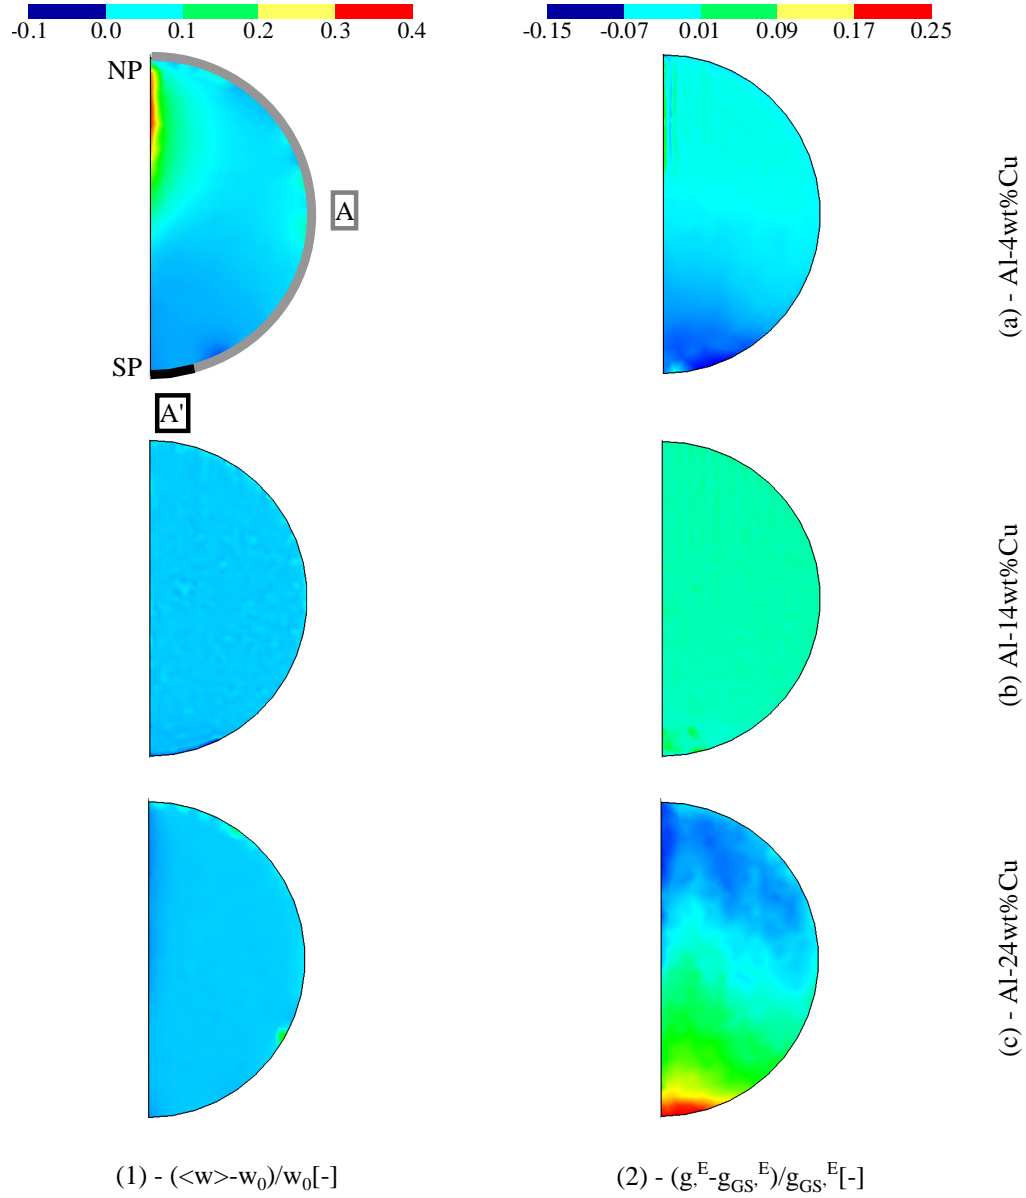 -0.1 0.0 0.1 0.2 0.3 0.4
-0.15 -0.07 0.01 0.09 0.17 0.25
NP
A
SP
A'
(a) - Al-4wt%Cu
(b) Al-14wt%Cu
(c) - Al-24wt%Cu
(1) - (<w>-w0)/w0[-]
(2) - (g,E-gGS,E)/gGS,E[-]